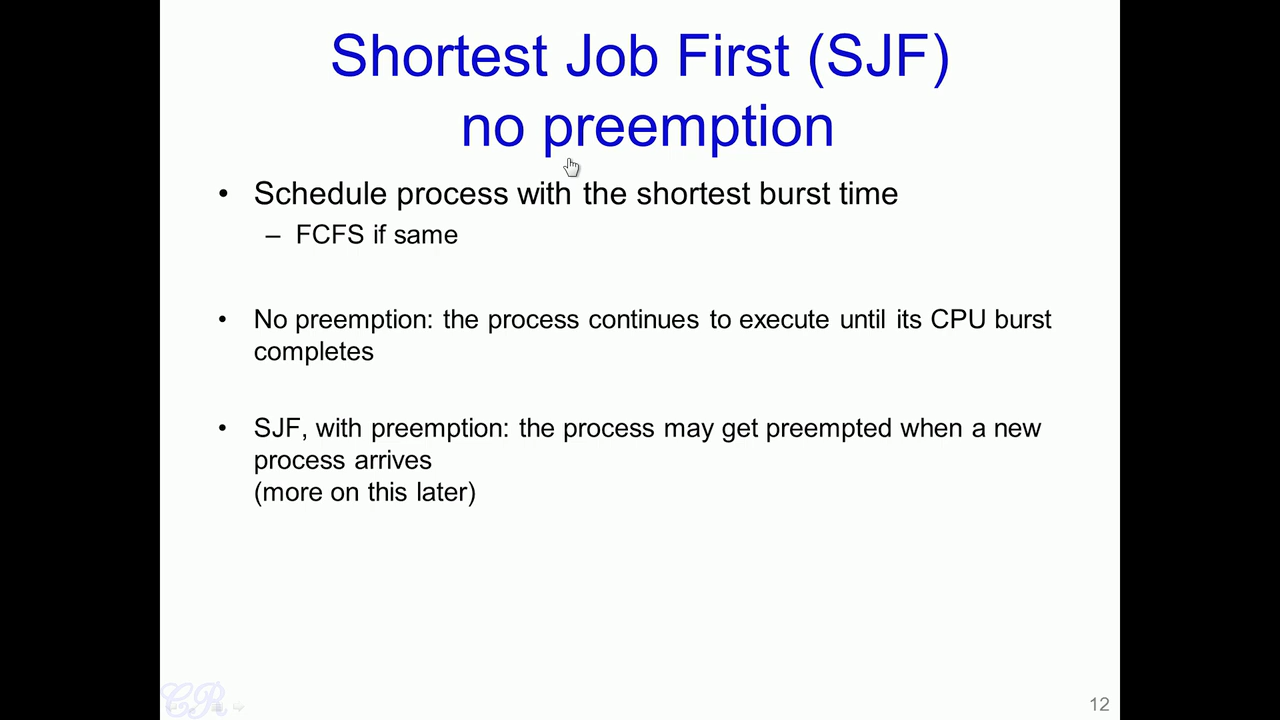 Shortest Job First (SJF)
no preemption
• Schedule process with the shortest burst time
– FCFS if same
• No preemption: the process continues to execute until its CPU burst
completes
• SJF, with preemption: the process may get preempted when a new
process arrives
(more on this later)
CR
12